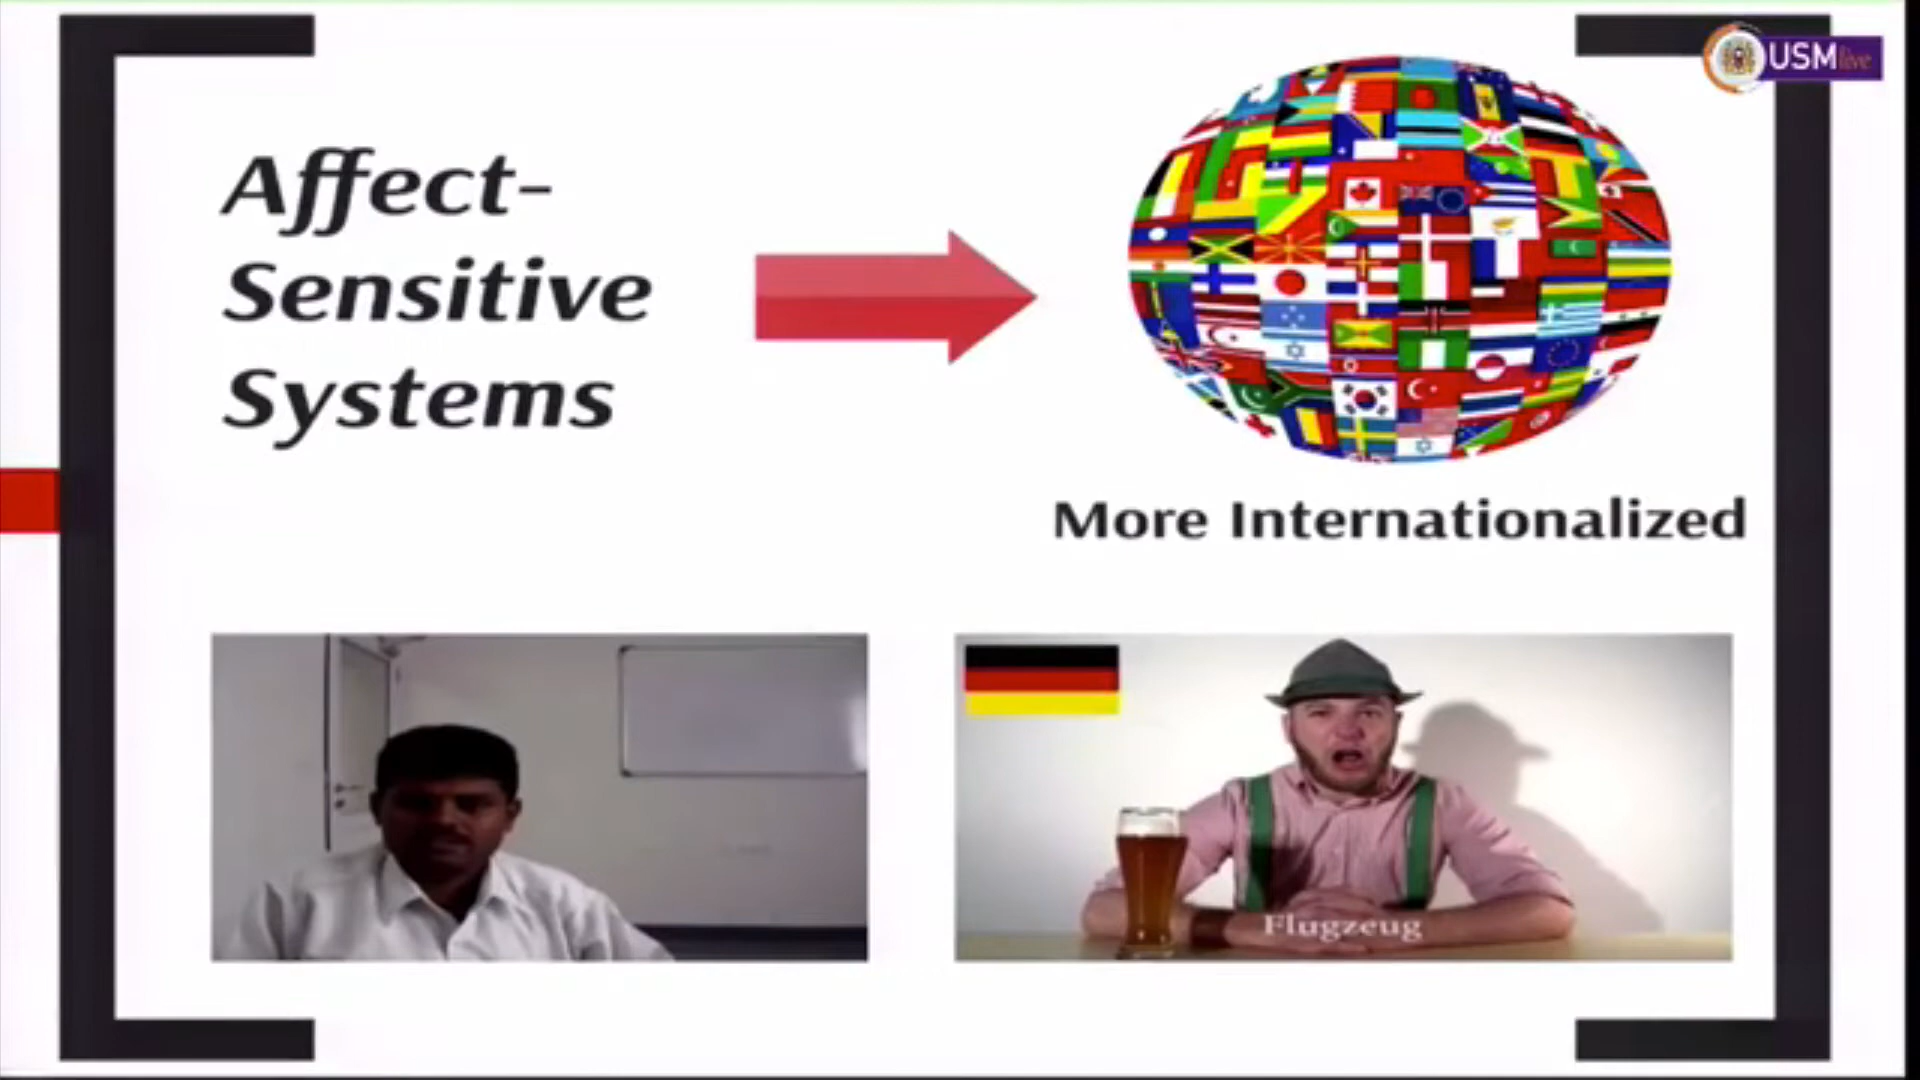 USMlive
Affect-
Sensitive
Systems
More Internationalized
Flugzeug